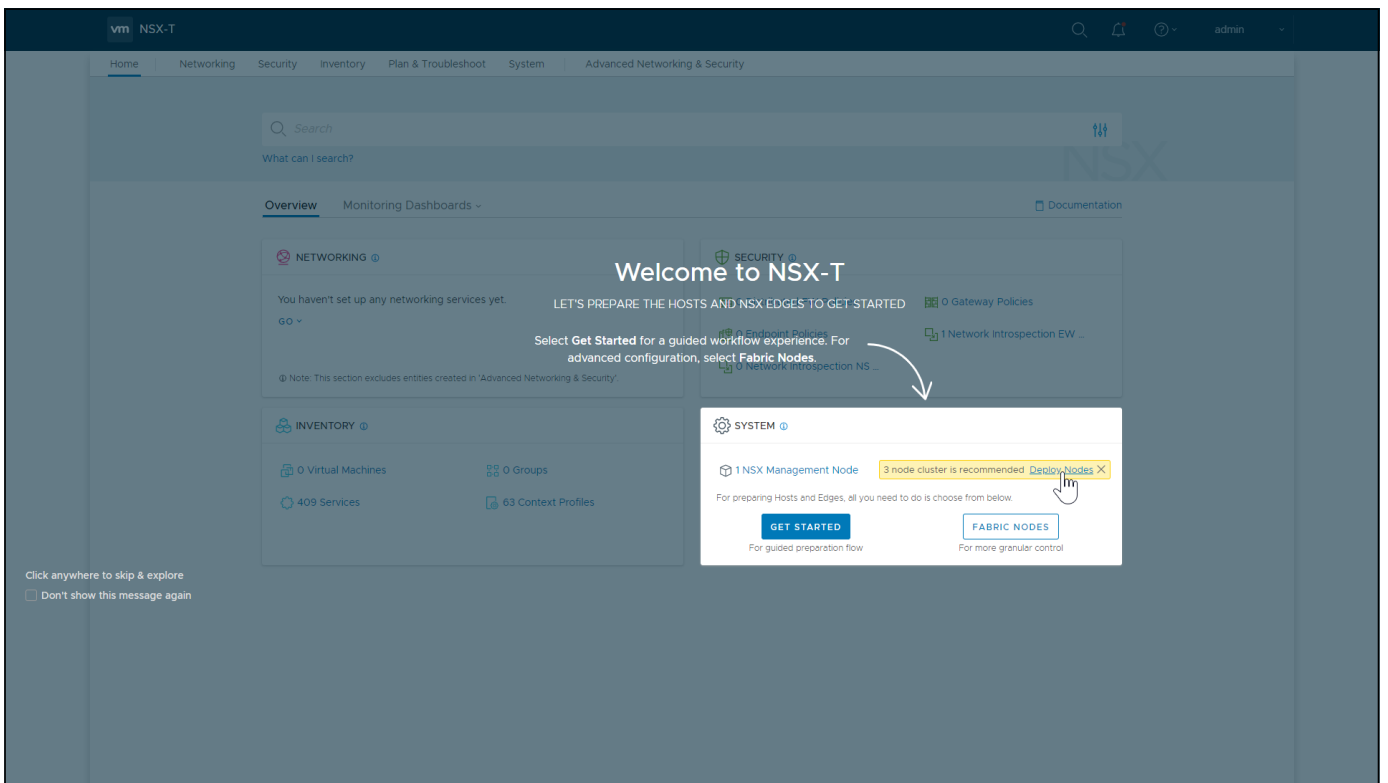 vm NSX-T
admin
Home Networking Security Inventory Plan & Troubleshoot System Advanced Networking & Security
Search
What can I search?
NSX
Overview Monitoring Dashboards
Documentation
NETWORKING
You haven't set up any networking services yet.
GO
Note: This section excludes entities created in 'Advanced Networking & Security'.
SECURITY
0 Gateway Policies
0 Endpoint Policies
1 Network Introspection EW ...
0 Network Introspection NS ...
Welcome to NSX-T
LET'S PREPARE THE HOSTS AND NSX EDGES TO GET STARTED
Select Get Started for a guided workflow experience. For
advanced configuration, select Fabric Nodes.
INVENTORY
0 Virtual Machines
0 Groups
409 Services
63 Context Profiles
SYSTEM
1 NSX Management Node
3 node cluster is recommended Deploy Nodes
For preparing Hosts and Edges, all you need to do is choose from below.
GET STARTED
For guided preparation flow
FABRIC NODES
For more granular control
Click anywhere to skip & explore
Don't show this message again